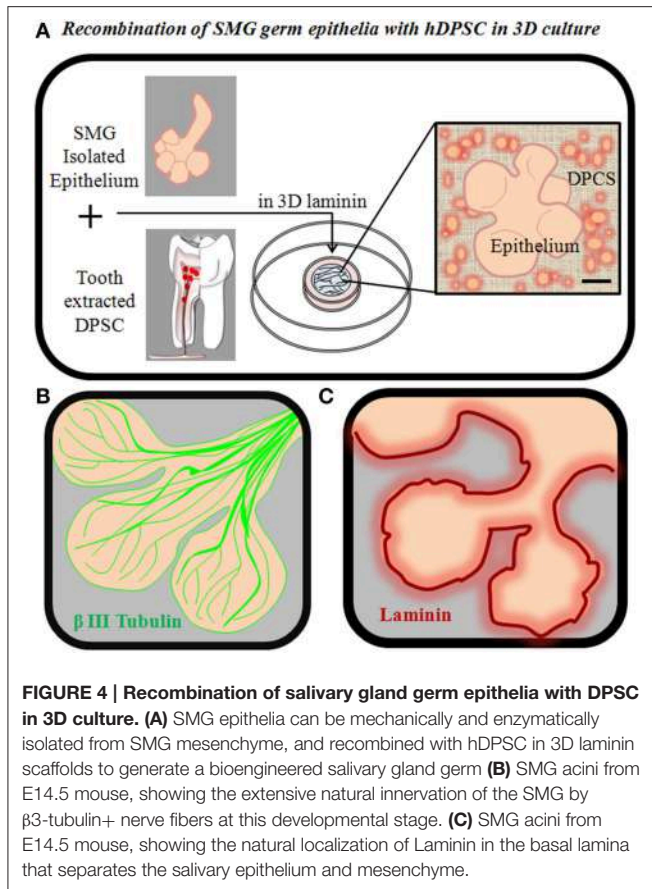 A Recombination of SMG germ epithelia with hDPSC in 3D culture
SMG
Isolated
Epithelium
+
Tooth
extracted
DPSC
in 3D laminin
DPCS
Epithelium
B
β III Tubulin
C
Laminin
FIGURE 4 | Recombination of salivary gland germ epithelia with DPSC
in 3D culture. (A) SMG epithelia can be mechanically and enzymatically
isolated from SMG mesenchyme, and recombined with hDPSC in 3D laminin
scaffolds to generate a bioengineered salivary gland germ (B) SMG acini from
E14.5 mouse, showing the extensive natural innervation of the SMG by
β3-tubulin+ nerve fibers at this developmental stage. (C) SMG acini from
E14.5 mouse, showing the natural localization of Laminin in the basal lamina
that separates the salivary epithelium and mesenchyme.